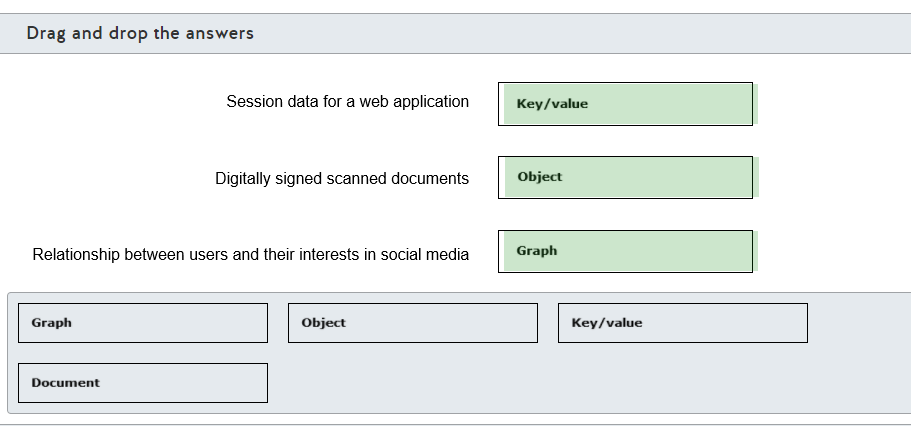 Drag and drop the answers
Session data for a web application
Key/value
Digitally signed scanned documents
Object
Relationship between users and their interests in social media
Graph
Graph
Object
Key/value
Document